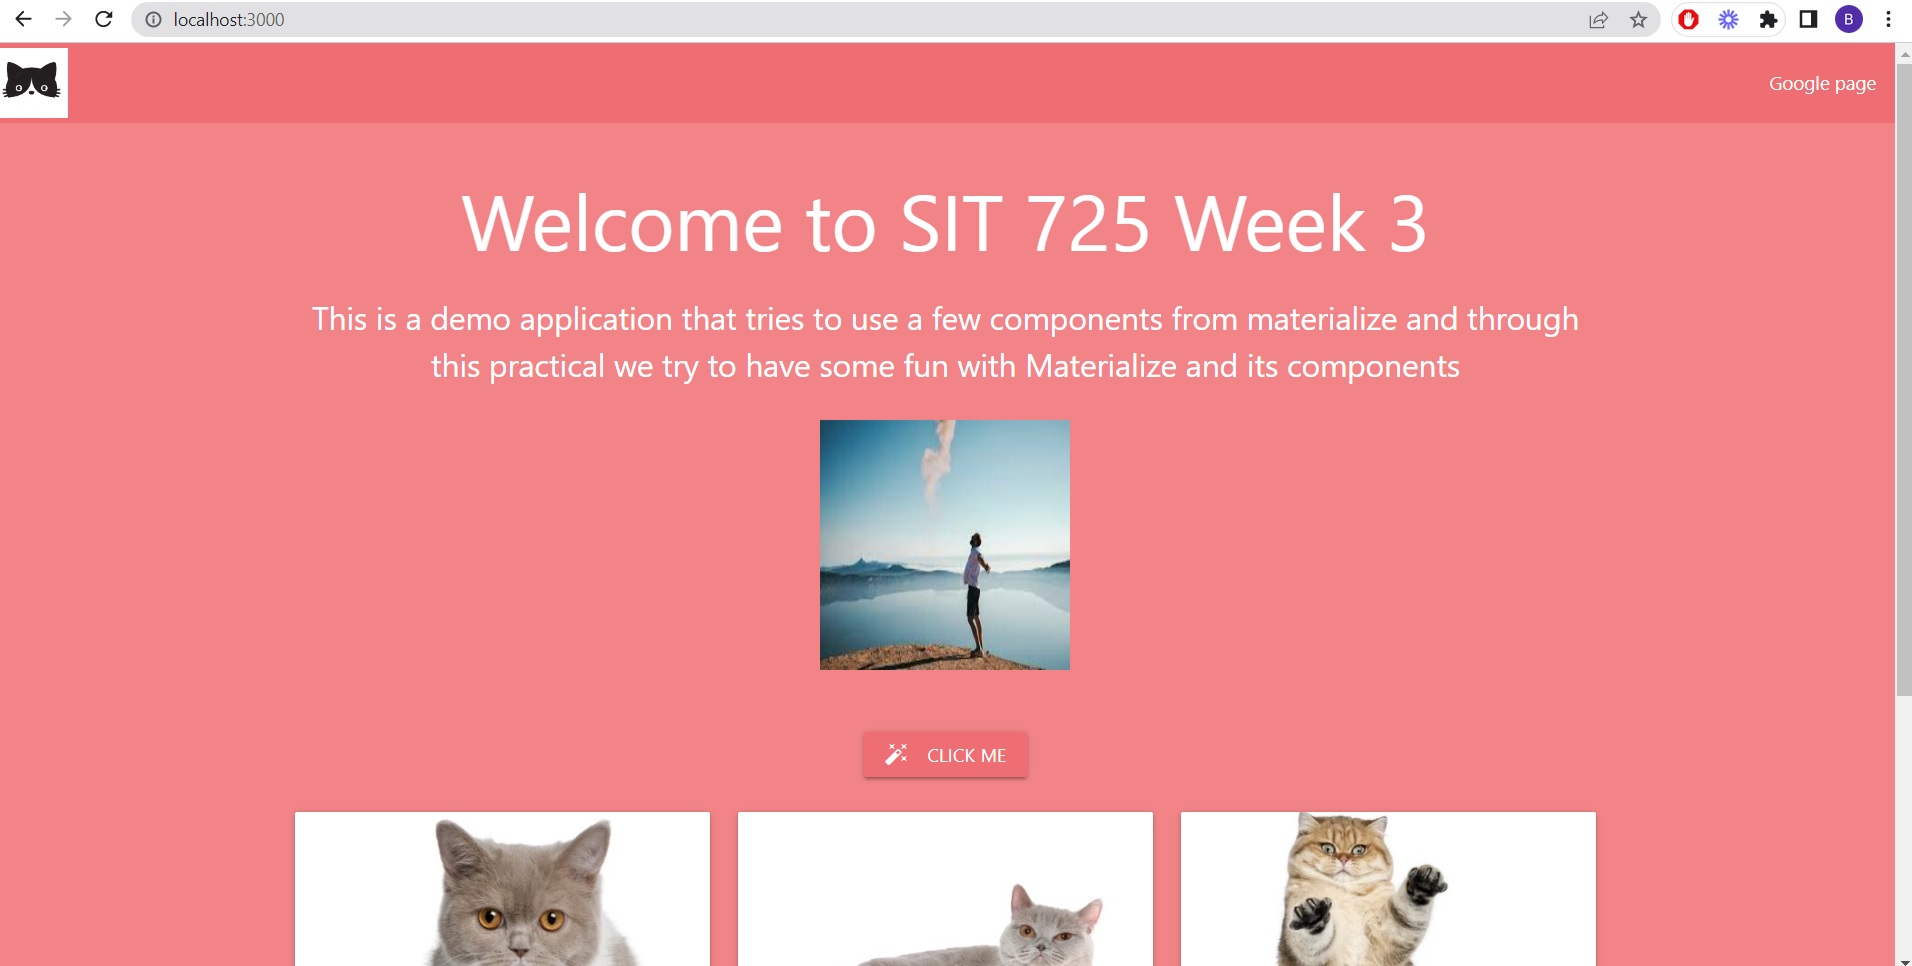 localhost:3000
B
Google page
Welcome to SIT 725 Week 3
This is a demo application that tries to use a few components from materialize and through
this practical we try to have some fun with Materialize and its components
CLICK ME